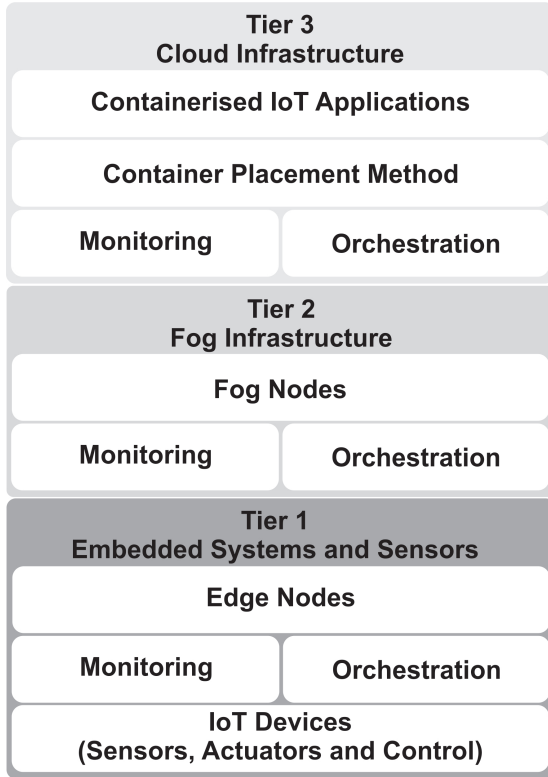 Tier 3
Cloud Infrastructure
Containerised IoT Applications
Container Placement Method
Monitoring
Orchestration
Tier 2
Fog Infrastructure
Fog Nodes
Monitoring
Orchestration
Tier 1
Embedded Systems and Sensors
Edge Nodes
Monitoring
Orchestration
IoT Devices
(Sensors, Actuators and Control)